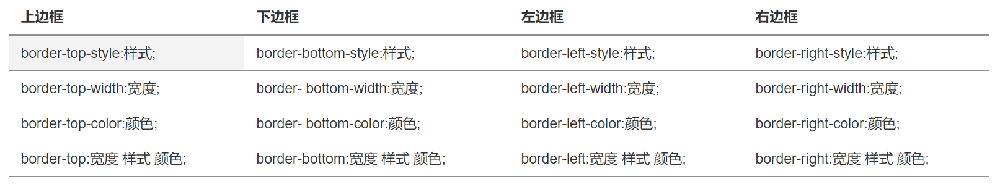 上边框 下边框 左边框 右边框
border-top-style:样式; border-bottom-style:样式; border-left-style:样式; border-right-style:样式;
border-top-width:宽度; border- bottom-width:宽度; border-left-width:宽度; border-right-width:宽度;
border-top-color:颜色; border- bottom-color:颜色; border-left-color:颜色; border-right-color:颜色;
border-top:宽度 样式 颜色; border-bottom:宽度 样式 颜色; border-left:宽度 样式 颜色; border-right:宽度 样式 颜色;